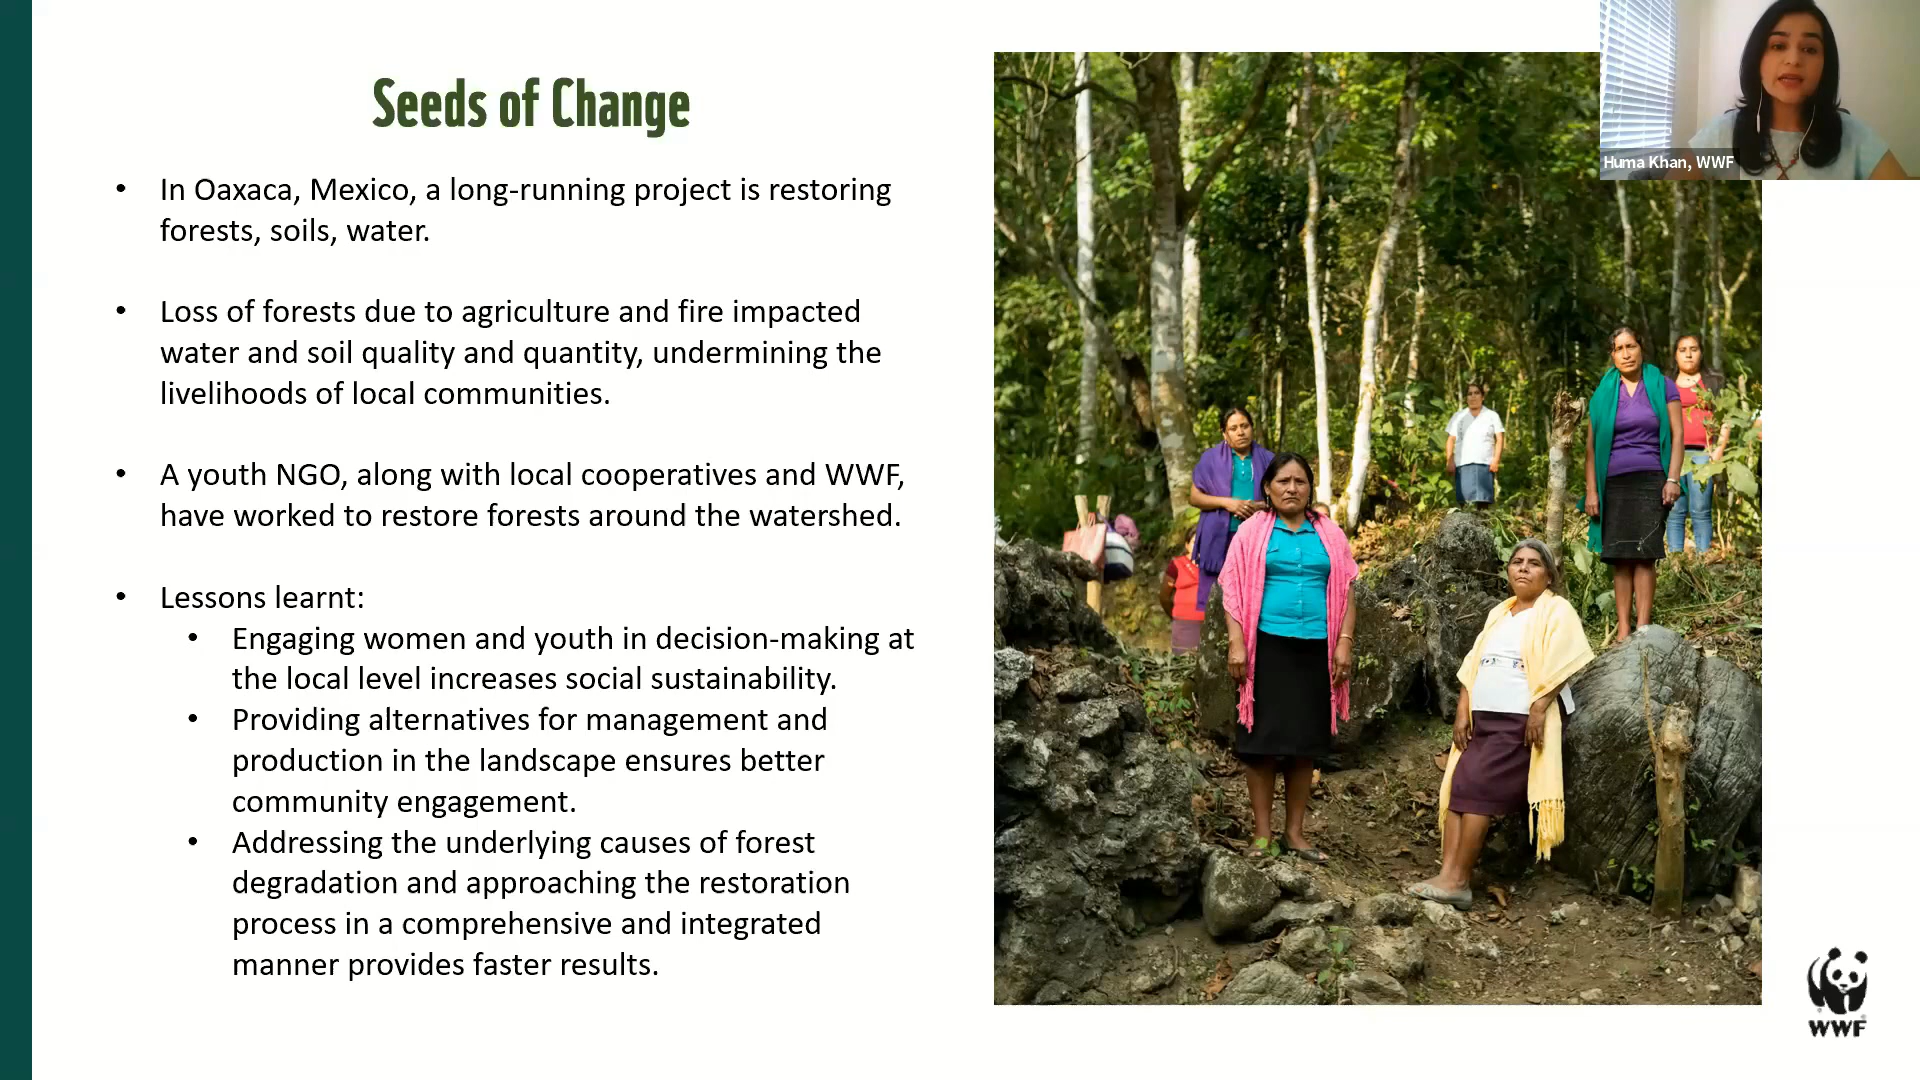 Seeds of Change
• In Oaxaca, Mexico, a long-running project is restoring
forests, soils, water.
• Loss of forests due to agriculture and fire impacted
water and soil quality and quantity, undermining the
livelihoods of local communities.
• A youth NGO, along with local cooperatives and WWF,
have worked to restore forests around the watershed.
• Lessons learnt:
• Engaging women and youth in decision-making at
the local level increases social sustainability.
• Providing alternatives for management and
production in the landscape ensures better
community engagement.
• Addressing the underlying causes of forest
degradation and approaching the restoration
process in a comprehensive and integrated
manner provides faster results.
Huma Khan, WWF
WWF